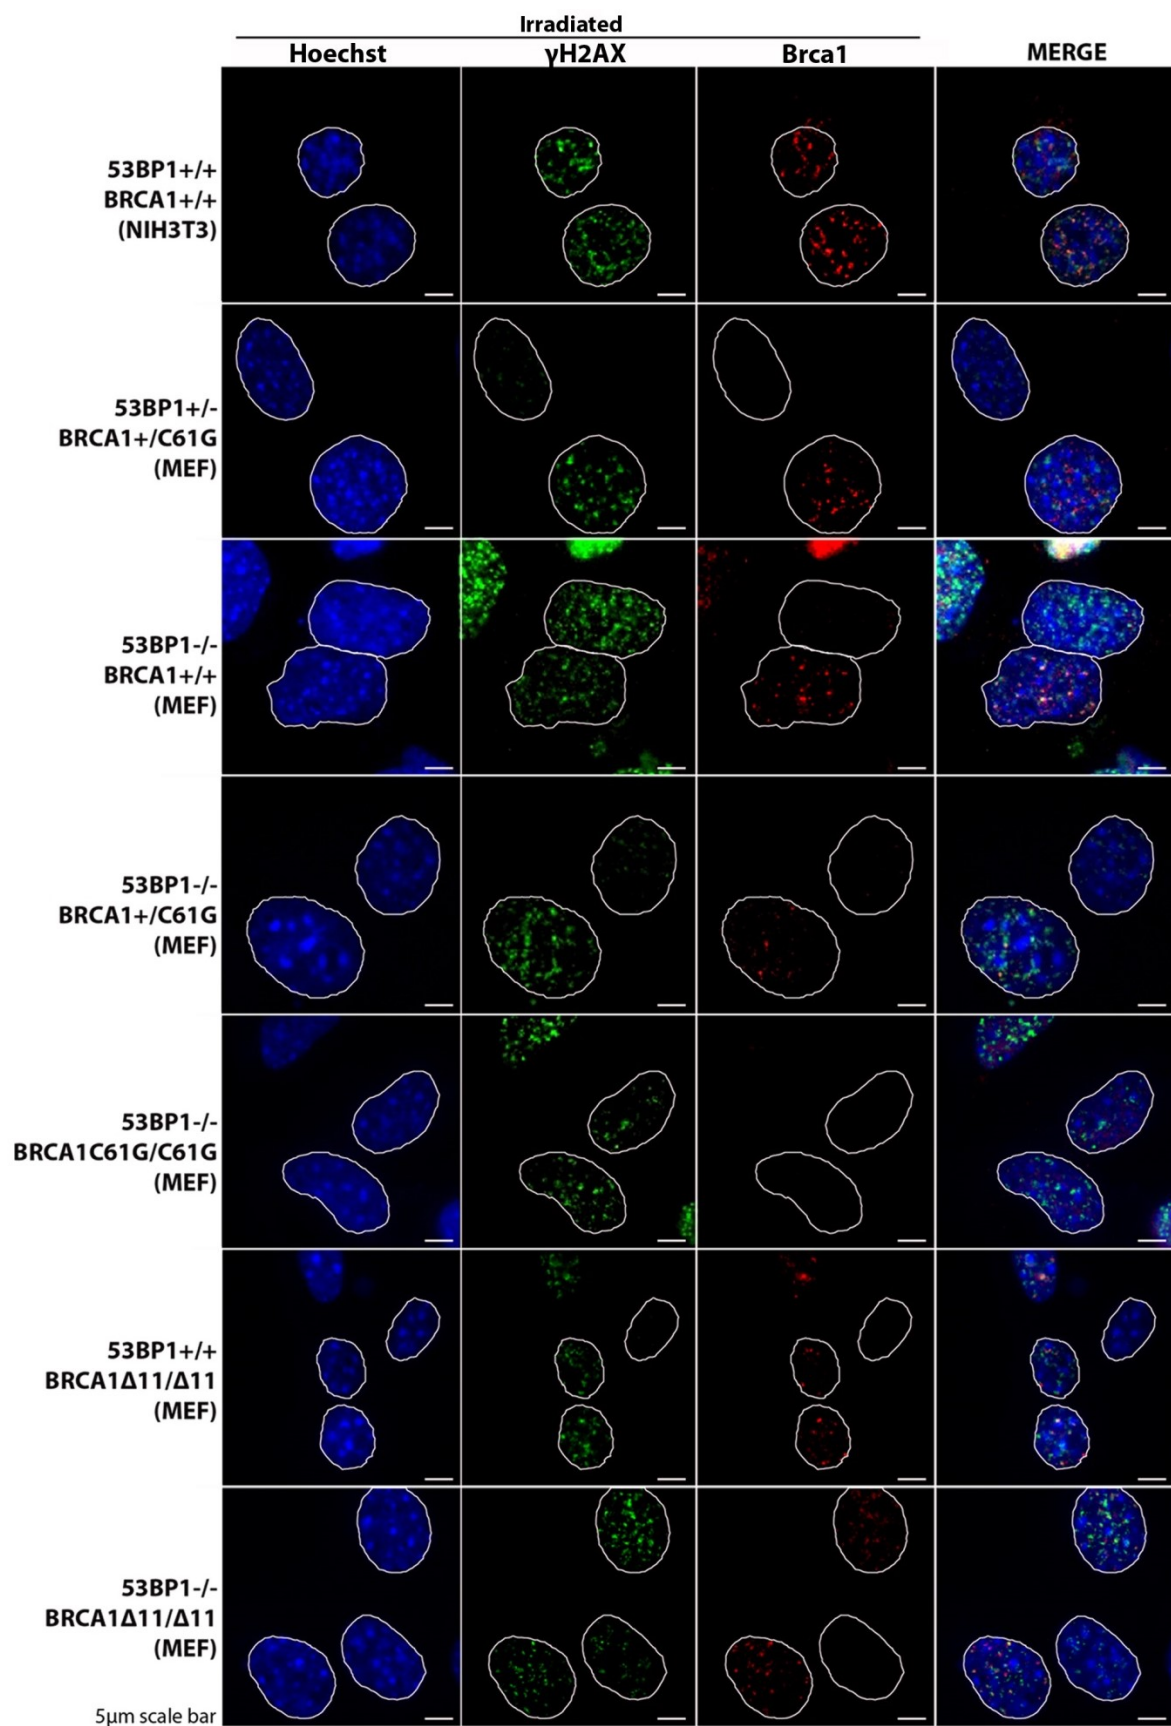 Irradiated
Hoechst γH2AX Brca1 MERGE
53BP1+/+
BRCA1+/+
(NIH3T3)
53BP1+/-
BRCA1+/C61G
(MEF)
53BP1-/-
BRCA1+/+
(MEF)
53BP1-/-
BRCA1+/C61G
(MEF)
53BP1-/-
BRCA1C61G/C61G
(MEF)
53BP1+/+
BRCA1Δ11/Δ11
(MEF)
53BP1-/-
BRCA1Δ11/Δ11
(MEF)
5μm scale bar